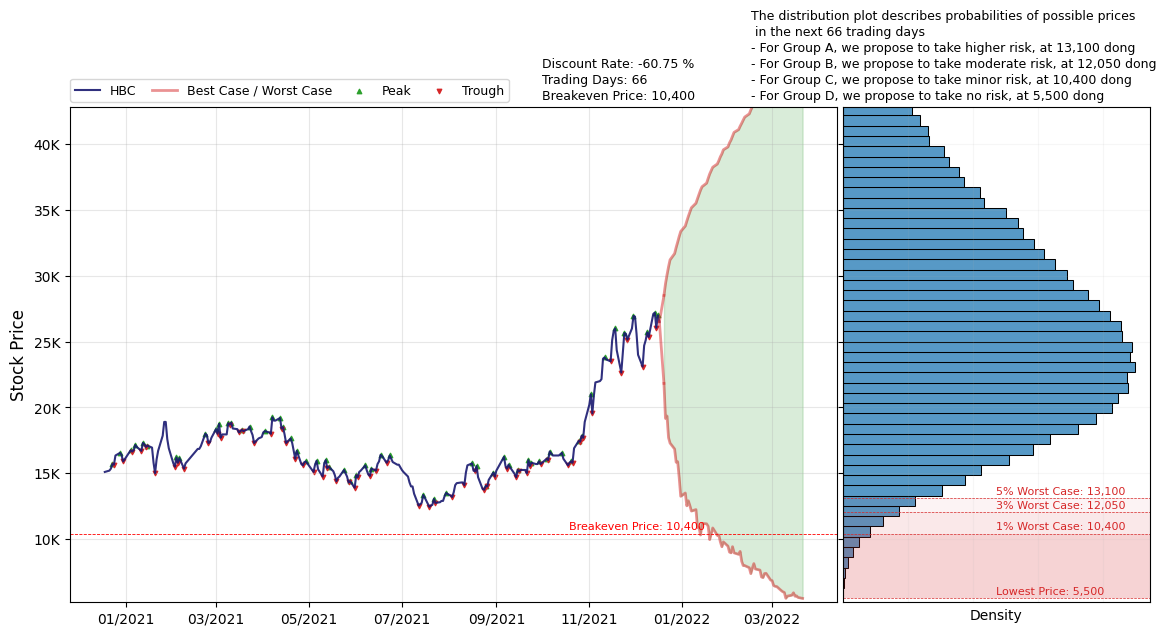 The distribution plot describes probabilities of possible prices
in the next 66 trading days
- For Group A, we propose to take higher risk, at 13,100 dong
- For Group B, we propose to take moderate risk, at 12,050 dong
- For Group C, we propose to take minor risk, at 10,400 dong
- For Group D, we propose to take no risk, at 5,500 dong
Discount Rate: -60.75 %
Trading Days: 66
Breakeven Price: 10,400
HBC
Best Case / Worst Case
Peak
Trough
Stock Price
40K
35K
30K
25K
20K
15K
10K
Breakeven Price: 10,400
01/2021
03/2021
05/2021
07/2021
09/2021
11/2021
01/2022
03/2022
5% Worst Case: 13,100
3% Worst Case: 12,050
1% Worst Case: 10,400
Lowest Price: 5,500
Density